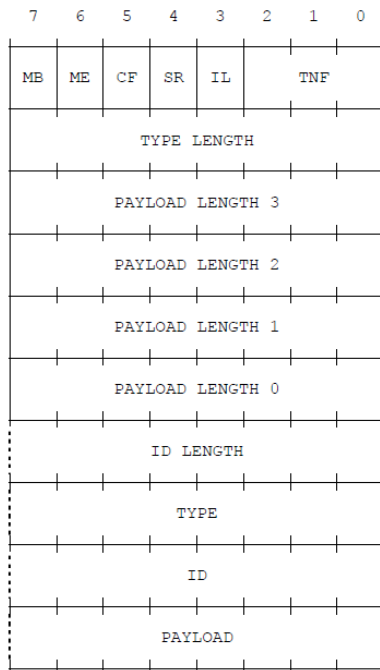 7 6 5 4 3 2 1 0
MB ME CF SR IL TNF
TYPE LENGTH
PAYLOAD LENGTH 3
PAYLOAD LENGTH 2
PAYLOAD LENGTH 1
PAYLOAD LENGTH 0
ID LENGTH
TYPE
ID
PAYLOAD